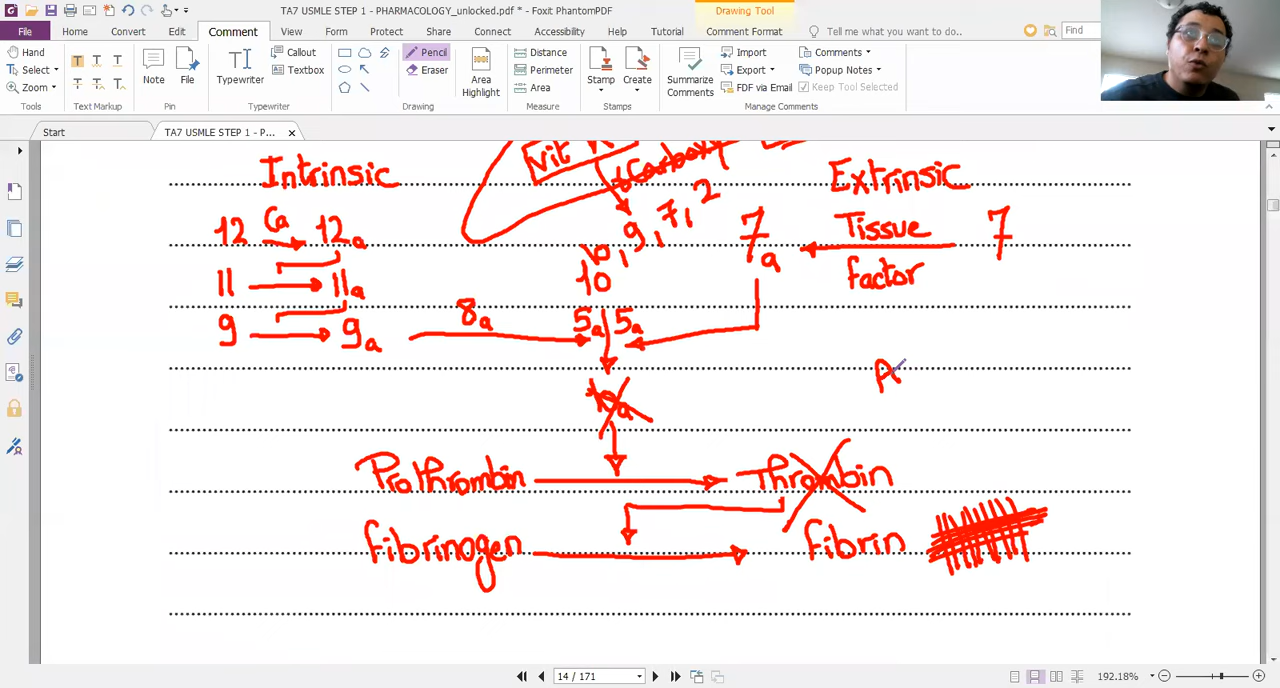 TA7 USMLE STEP 1 - PHARMACOLOGY_unlocked.pdf * - Foxit PhantomPDF
Drawing Tool
File Home Convert Edit Comment View Form Protect Share Connect Accessibility Help Tutorial Comment Format Tell me what you want to do.. Find
Hand Select Zoom
Tools
T T T
T T T
Text Markup
Note File
Pin
Typewriter Callout Textbox
Typewriter
Pencil Eraser
Drawing
Area Highlight
Distance Perimeter Area
Measure
Stamp Create
Stamps
Summarize Comments
Import Export FDF via Email
Comments Popup Notes Keep Tool Selected
Manage Comments
Start TA7 USMLE STEP 1 - P...
Vit K
Carboxy
Intrinsic
Extrinsic
10, 9, 7, 2
12 Ca 12a
7a Tissue factor 7
11 11a
10
9 9a 8a 5a 5a
A
10a
Prothrombin Thrombin
fibrinogen fibrin
14 / 171
192.18%